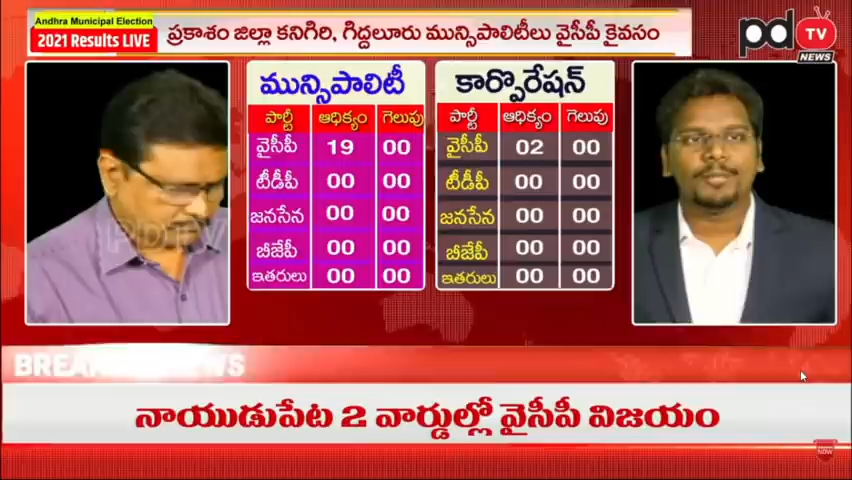 Andhra Municipal Election
2021 Results LIVE
ప్రకాశం జిల్లా కనిగిరి, గిద్దలూరు మున్సిపాలిటీలు వైసీపీ కైవసం
pd TV
NEWS
మున్సిపాలిటీ
పార్టీ ఆధిక్యం గెలుపు
వైసీపీ 19 00
టీడీపీ 00 00
జనసేన 00 00
బీజేపీ 00 00
ఇతరులు 00 00
కార్పొరేషన్
పార్టీ ఆధిక్యం గెలుపు
వైసీపీ 02 00
టీడీపీ 00 00
జనసేన 00 00
బీజేపీ 00 00
ఇతరులు 00 00
PDTV
BREAKING NEWS
నాయుడుపేట 2 వార్డుల్లో వైసీపీ విజయం